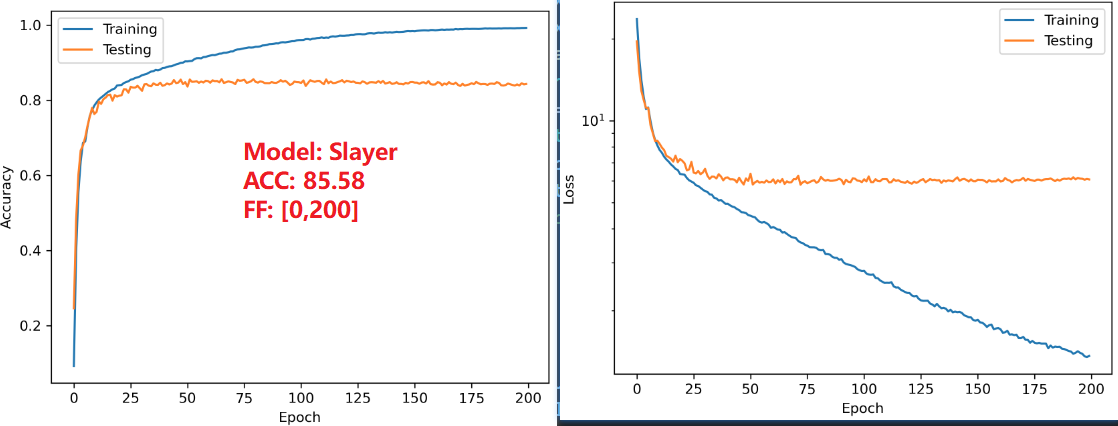 1.0
0.8
0.6
0.4
0.2
Accuracy
Training
Testing
Model: Slayer
ACC: 85.58
FF: [0,200]
0 25 50 75 100 125 150 175 200
Epoch
10¹
Loss
Training
Testing
0 25 50 75 100 125 150 175 200
Epoch